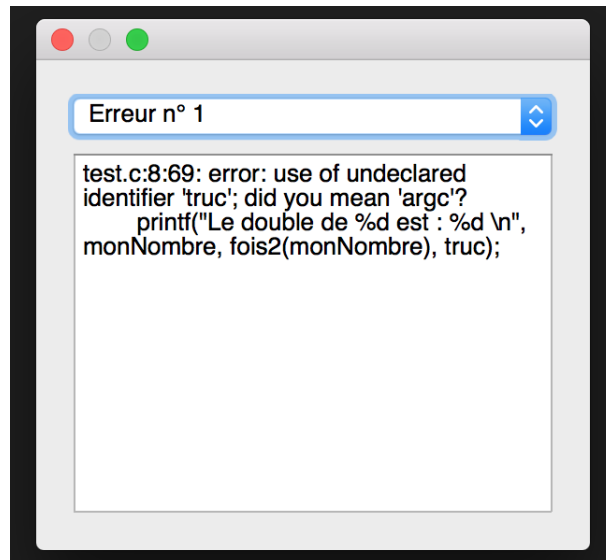 Erreur n° 1
test.c:8:69: error: use of undeclared
identifier 'truc'; did you mean 'argc'?
printf("Le double de %d est : %d \n",
monNombre, fois2(monNombre), truc);